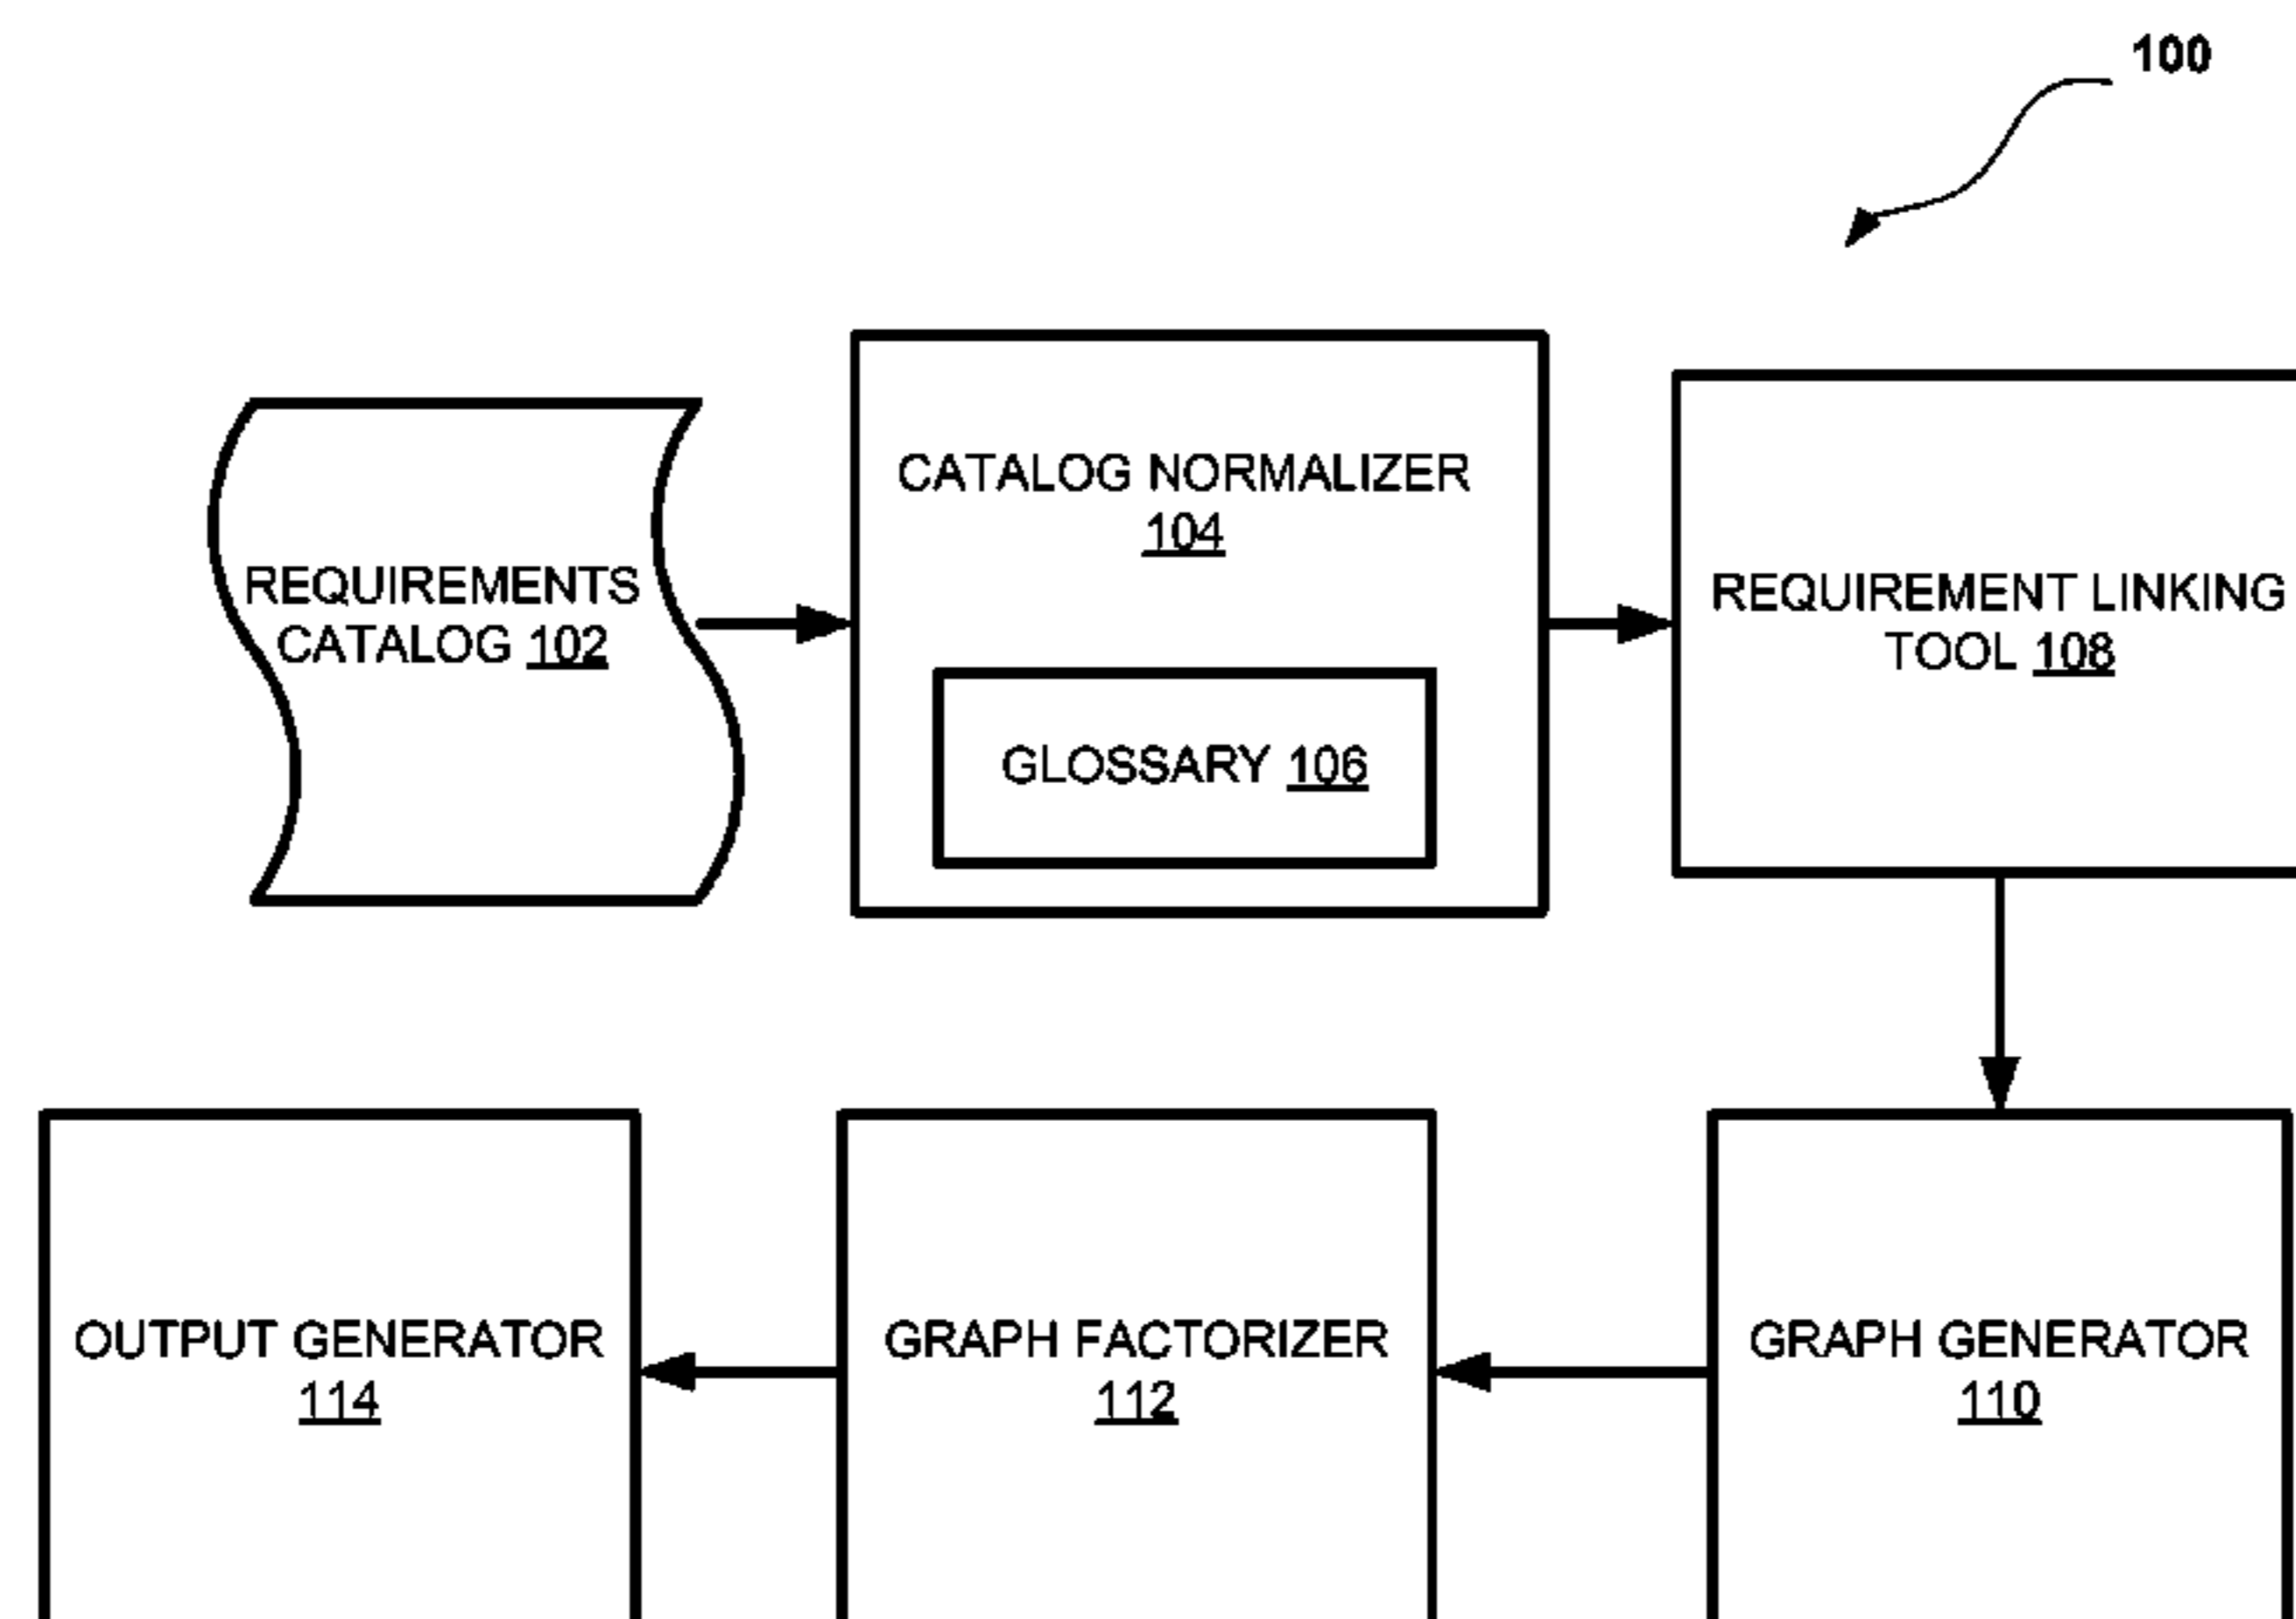 100
REQUIREMENTS
CATALOG 102
CATALOG NORMALIZER
104
GLOSSARY 106
REQUIREMENT LINKING
TOOL 108
OUTPUT GENERATOR
114
GRAPH FACTORIZER
112
GRAPH GENERATOR
110